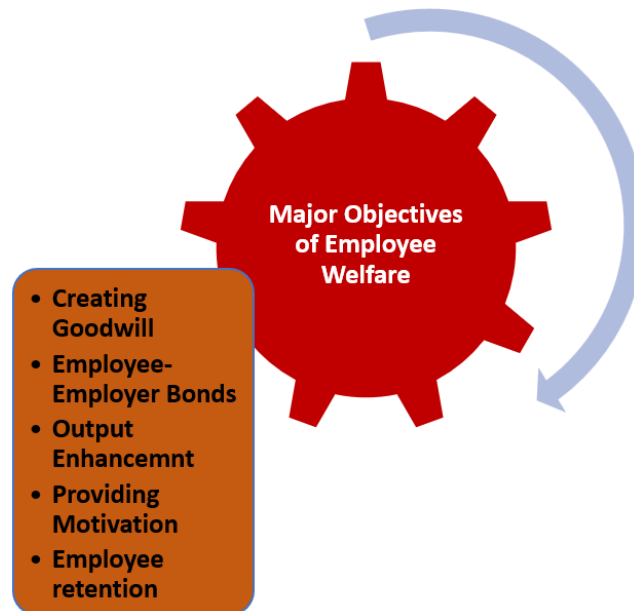 Major Objectives
of Employee
Welfare
• Creating
Goodwill
• Employee-
Employer Bonds
• Output
Enhancemnt
• Providing
Motivation
• Employee
retention